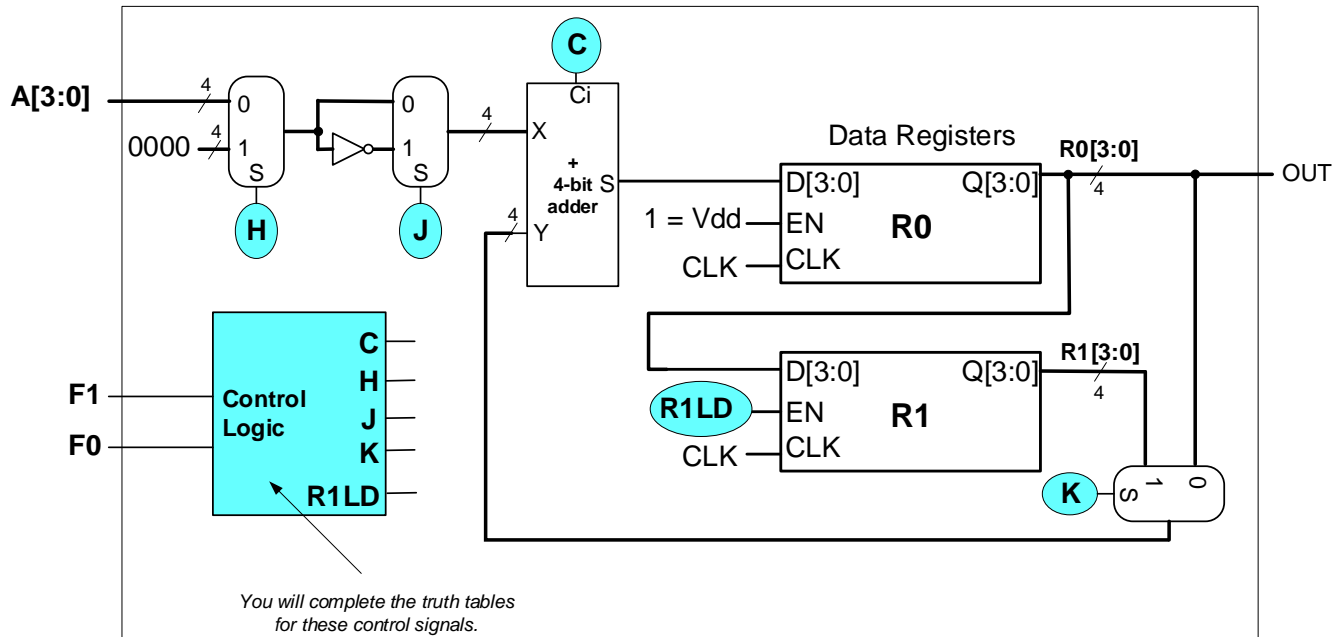 C
A[3:0]
4
0
4
0000
1
S
H
4
0
1
S
J
4
Ci
X
+
4-bit
adder
S
4
Y
Data Registers
D[3:0]
Q[3:0]
1 = Vdd
EN
R0
CLK
CLK
R0[3:0]
4
OUT
D[3:0]
Q[3:0]
R1LD
EN
R1
CLK
CLK
R1[3:0]
4
K
S
1
0
F1
F0
Control
Logic
C
H
J
K
R1LD
You will complete the truth tables
for these control signals.